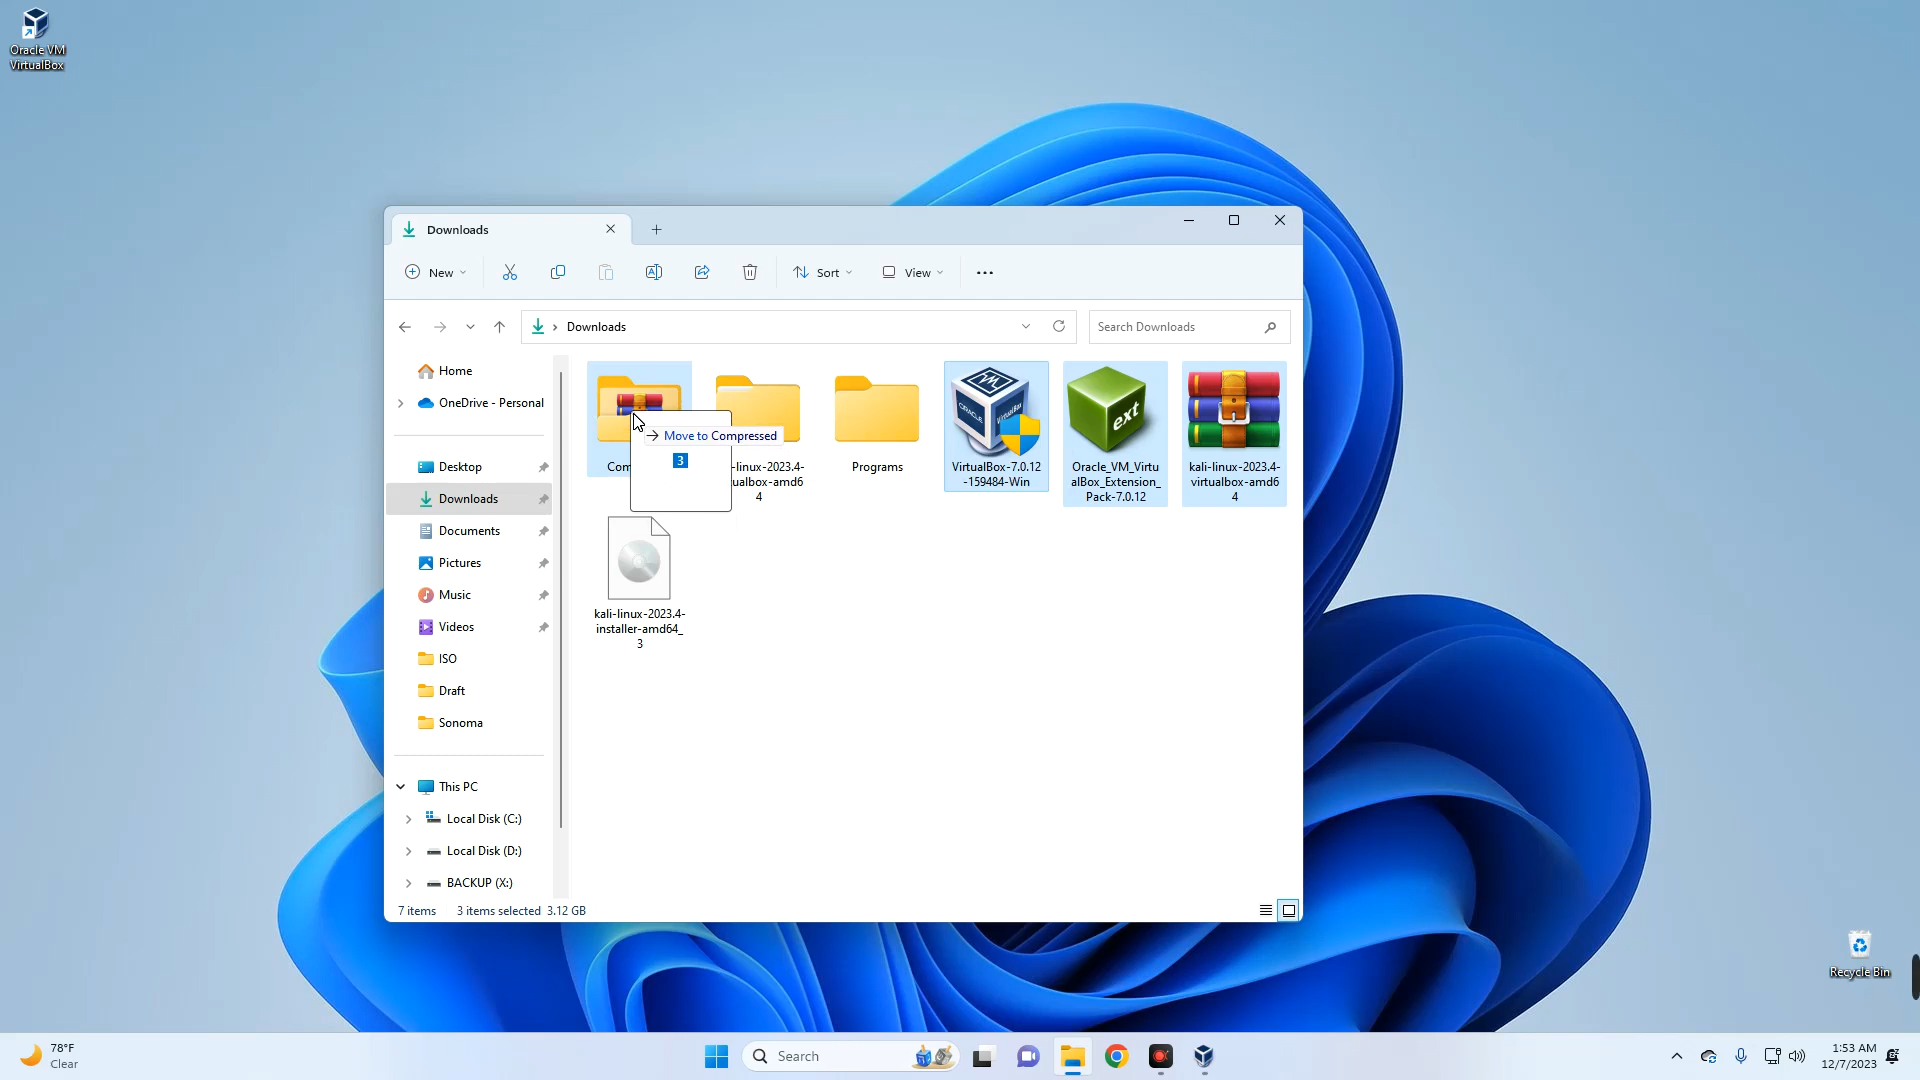 Oracle VM
VirtualBox
Downloads
New
Sort
View
Downloads
Search Downloads
Home
OneDrive - Personal
Desktop
Downloads
Documents
Pictures
Music
Videos
ISO
Draft
Sonoma
This PC
Local Disk (C:)
Local Disk (D:)
BACKUP (X:)
Com
Move to Compressed
3
-linux-2023.4-
ualbox-amd6
4
Programs
ORACLE
VirtualBox
VirtualBox-7.0.12
-159484-Win
ext
Oracle_VM_Virtu
alBox_Extension_
Pack-7.0.12
kali-linux-2023.4-
virtualbox-amd6
4
kali-linux-2023.4-
installer-amd64_
3
7 items
3 items selected 3.12 GB
Recycle Bin
78°F
Clear
Search
1:53 AM
12/7/2023